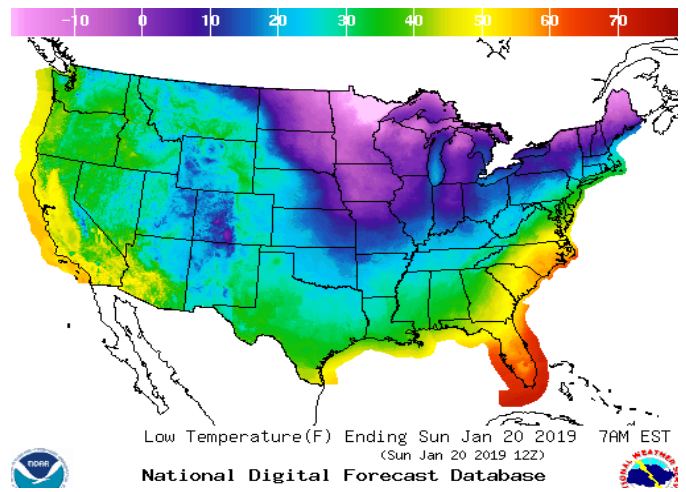 -10 0 10 20 30 40 50 60 70
Low Temperature(F) Ending Sun Jan 20 2019 7AM EST
(Sun Jan 20 2019 12Z)
National Digital Forecast Database
NOAA